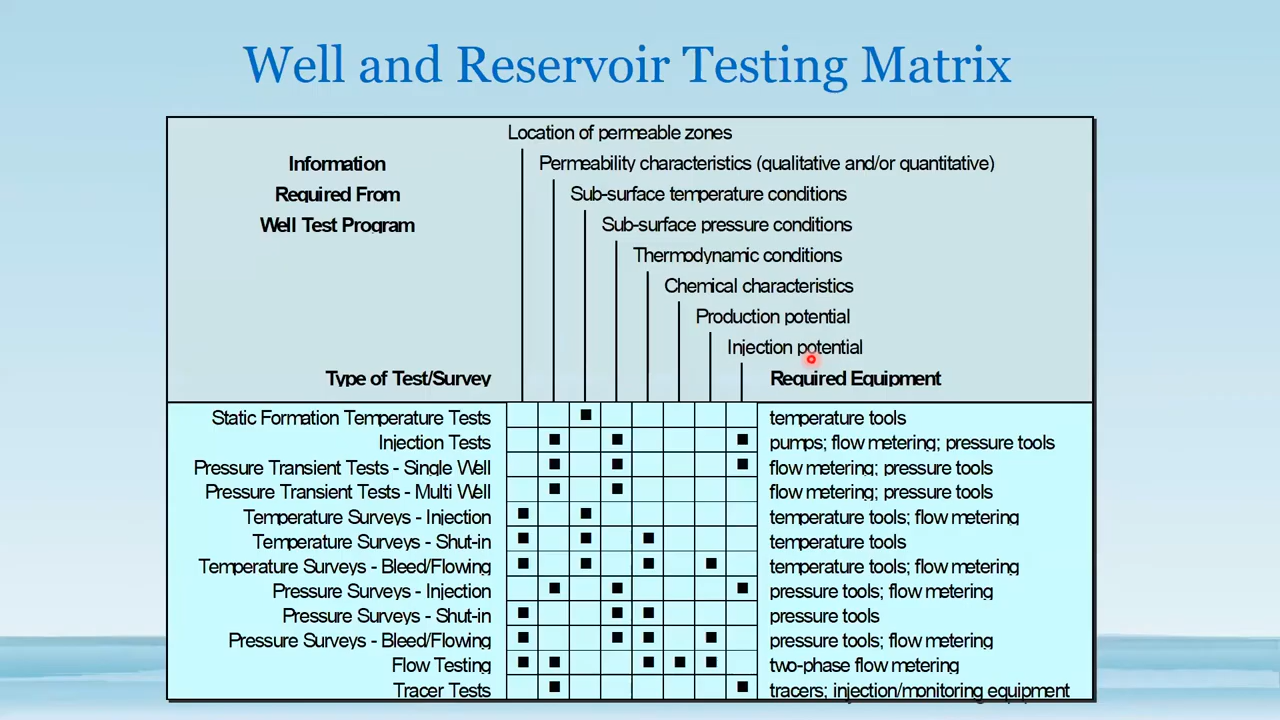 Well and Reservoir Testing Matrix
Location of permeable zones
Information Permeability characteristics (qualitative and/or quantitative)
Required From Sub-surface temperature conditions
Well Test Program Sub-surface pressure conditions
Thermodynamic conditions
Chemical characteristics
Production potential
Injection potential
Type of Test/Survey Required Equipment
Static Formation Temperature Tests ■ temperature tools
Injection Tests ■ ■ ■ pumps; flow metering; pressure tools
Pressure Transient Tests - Single Well ■ ■ ■ flow metering; pressure tools
Pressure Transient Tests - Multi Well ■ ■ flow metering; pressure tools
Temperature Surveys - Injection ■ ■ temperature tools; flow metering
Temperature Surveys - Shut-in ■ ■ ■ temperature tools
Temperature Surveys - Bleed/Flowing ■ ■ ■ ■ temperature tools; flow metering
Pressure Surveys - Injection ■ ■ ■ pressure tools; flow metering
Pressure Surveys - Shut-in ■ ■ ■ pressure tools
Pressure Surveys - Bleed/Flowing ■ ■ ■ ■ pressure tools; flow metering
Flow Testing ■ ■ ■ ■ ■ two-phase flow metering
Tracer Tests ■ ■ tracers; injection/monitoring equipment